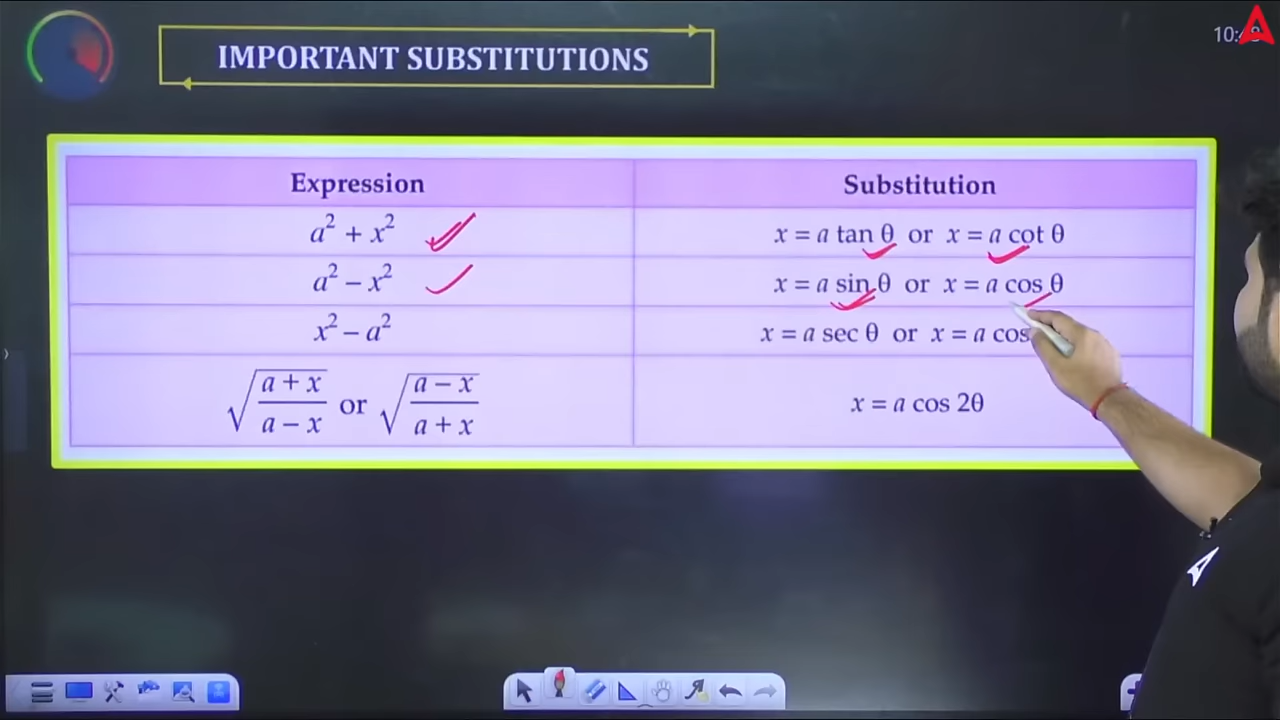 IMPORTANT SUBSTITUTIONS
Expression Substitution
a² + x² x = a tan θ or x = a cot θ
a² − x² x = a sin θ or x = a cos θ
x² − a² x = a sec θ or x = a cos
√((a + x)/(a − x)) or √((a − x)/(a + x)) x = a cos 2θ